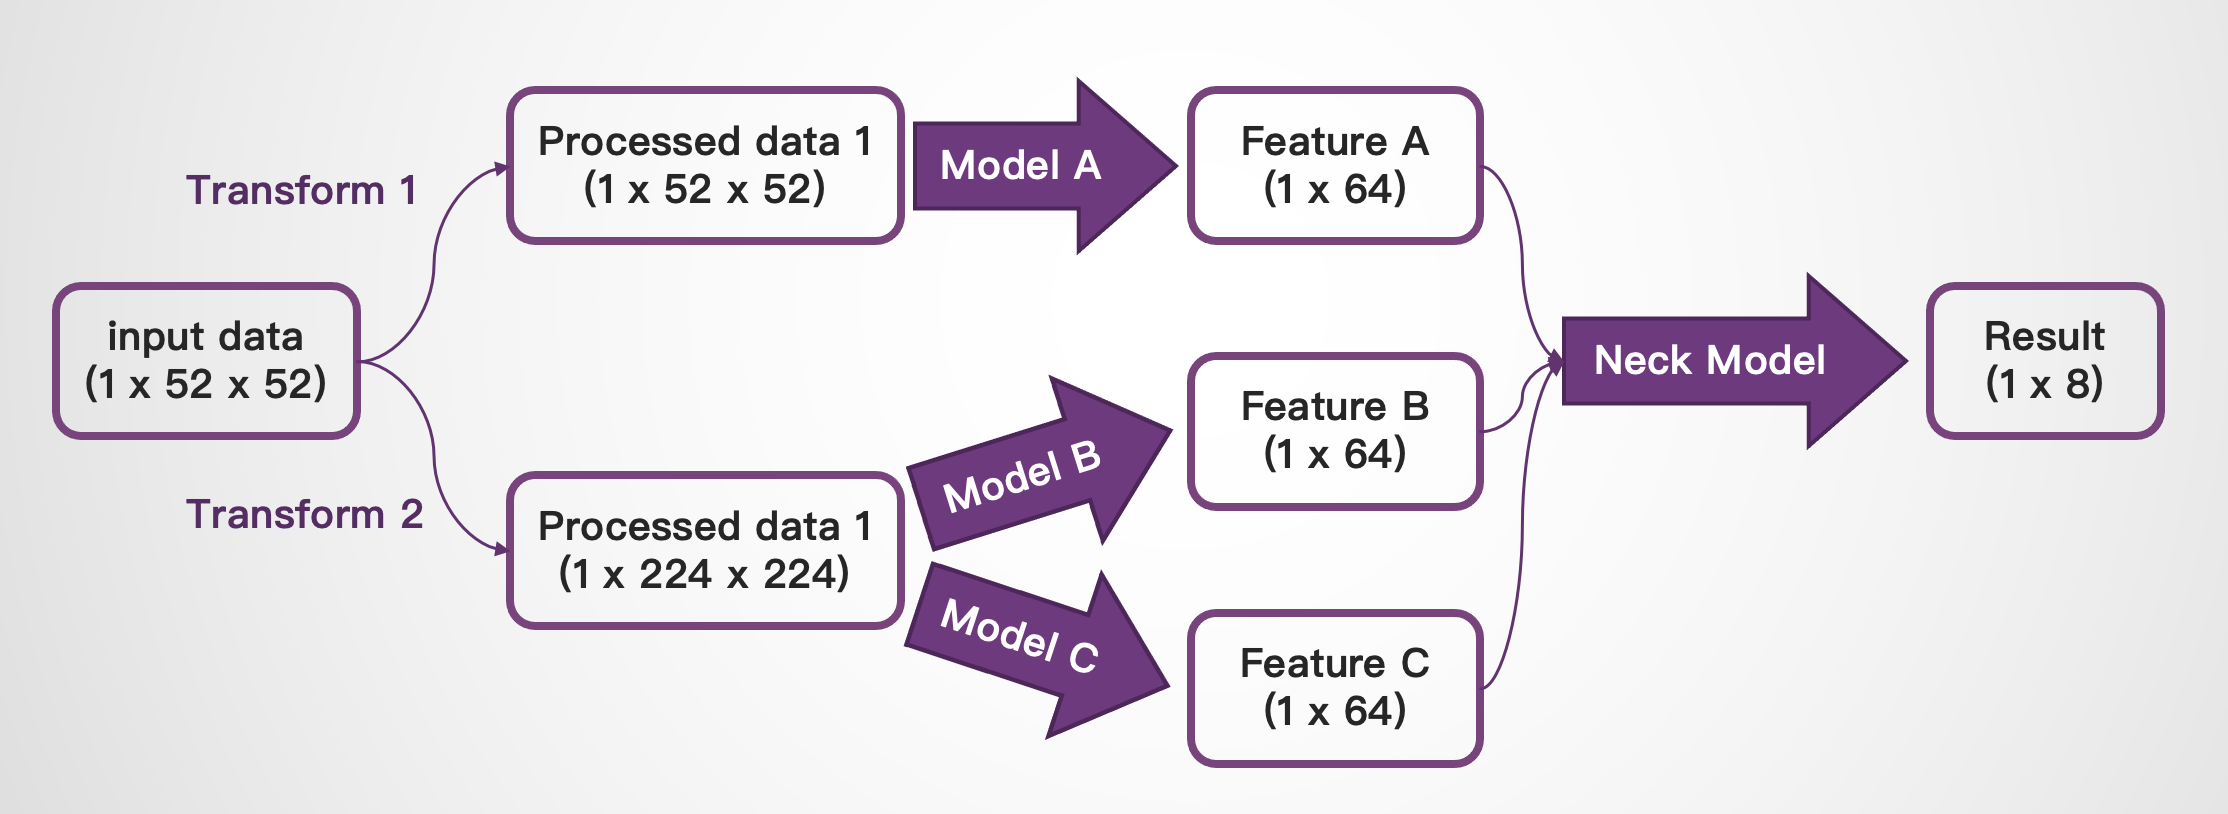 Transform 1
input data
(1 x 52 x 52)
Transform 2
Processed data 1
(1 x 52 x 52)
Model A
Feature A
(1 x 64)
Processed data 1
(1 x 224 x 224)
Model B
Feature B
(1 x 64)
Model C
Feature C
(1 x 64)
Neck Model
Result
(1 x 8)